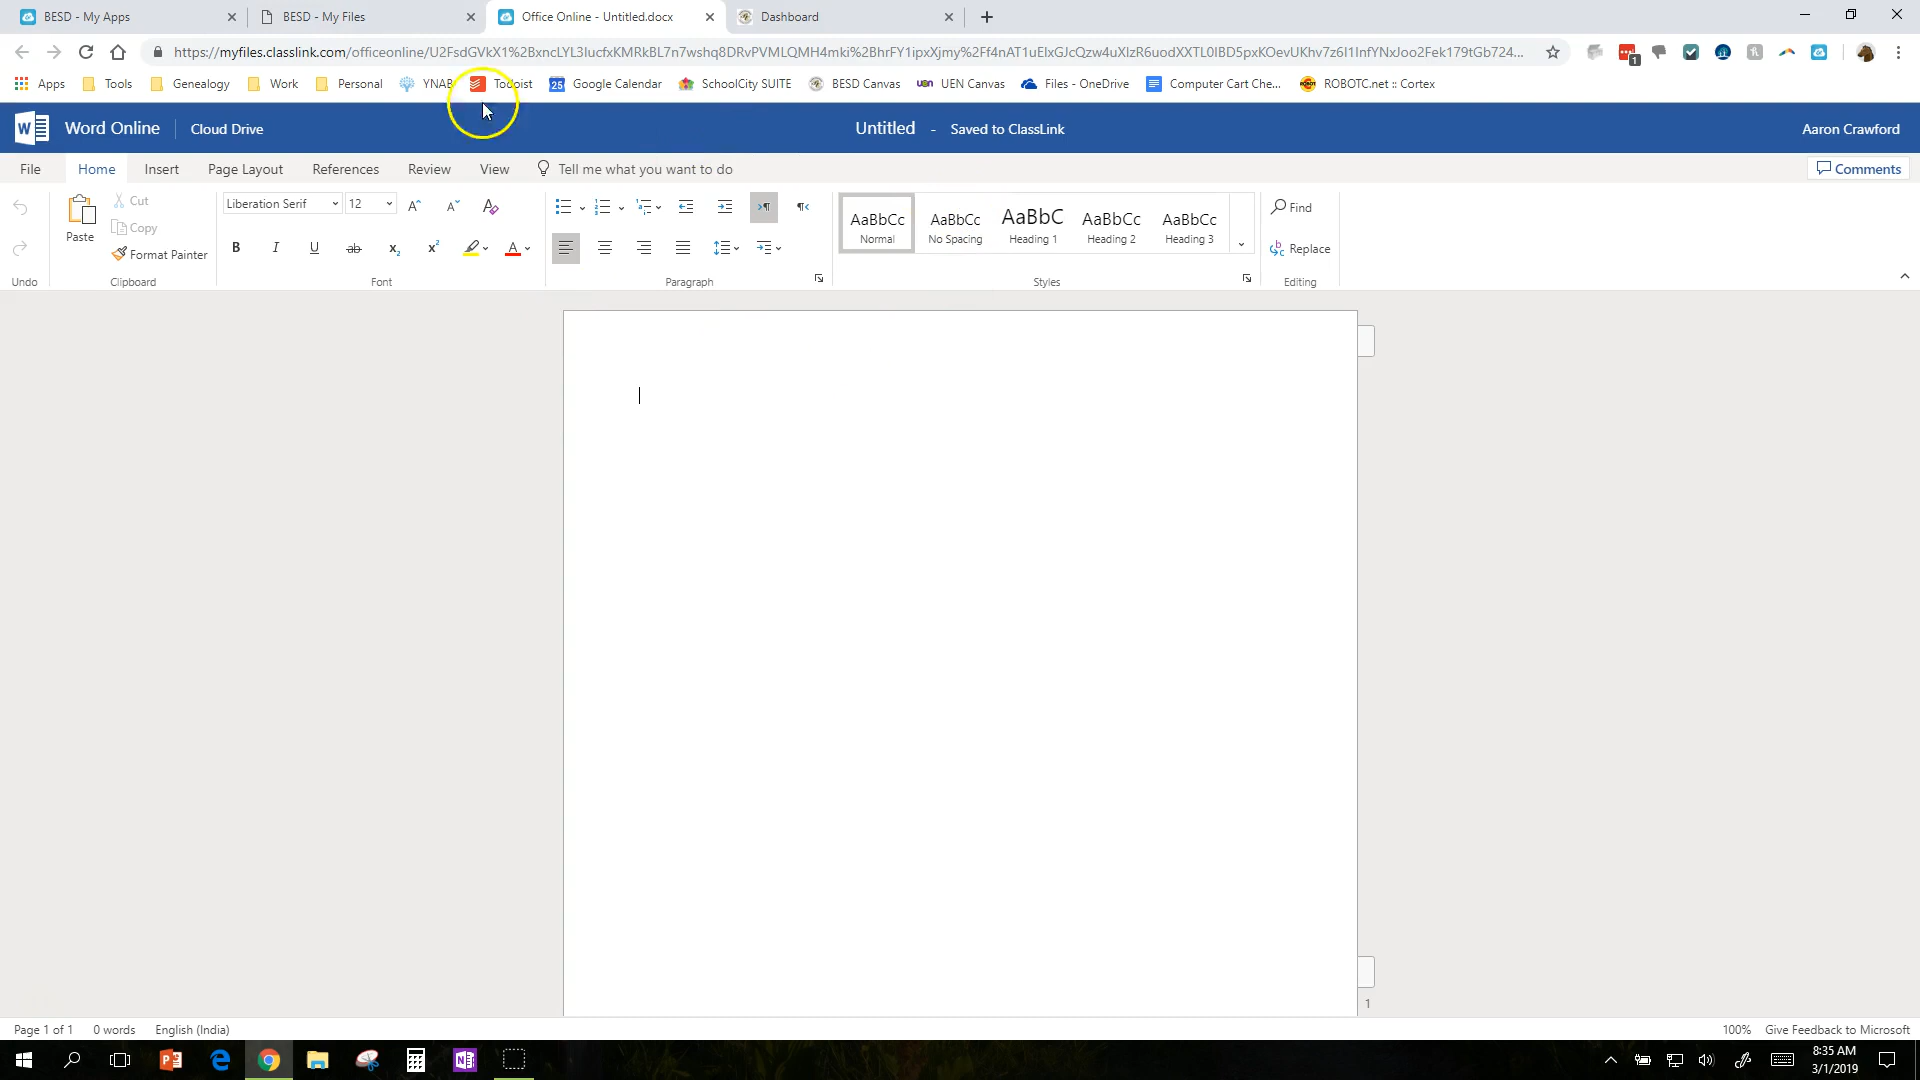 BESD - My Apps
BESD - My Files
Office Online - Untitled.docx
Dashboard
https://myfiles.classlink.com/officeonline/U2FsdGVkX1%2BxncLYL3IucfxKMRkBL7n7wshq8DRvPVMLQMH4mki%2BhrFY1ipxXjmy%2Ff4nAT1uElxGJcQzw4uXlzR6uodXXTL0IBD5pxKOevUKhv7z6I1InfYNxJoo2Fek179tGb724...
1
Apps
Tools
Genealogy
Work
Personal
YNAB
Todoist
25
Google Calendar
SchoolCity SUITE
BESD Canvas
UEN Canvas
Files - OneDrive
Computer Cart Che...
ROBOTC.net :: Cortex
Word Online
Cloud Drive
Untitled - Saved to ClassLink
Aaron Crawford
File
Home
Insert
Page Layout
References
Review
View
Tell me what you want to do
Comments
Paste
Cut
Copy
Format Painter
Liberation Serif
12
AaBbCc
Normal
AaBbCc
No Spacing
AaBbC
Heading 1
AaBbCc
Heading 2
AaBbCc
Heading 3
Find
Replace
Undo
Clipboard
Font
Paragraph
Styles
Editing
1
Page 1 of 1
0 words
English (India)
100%
Give Feedback to Microsoft
8:35 AM
3/1/2019